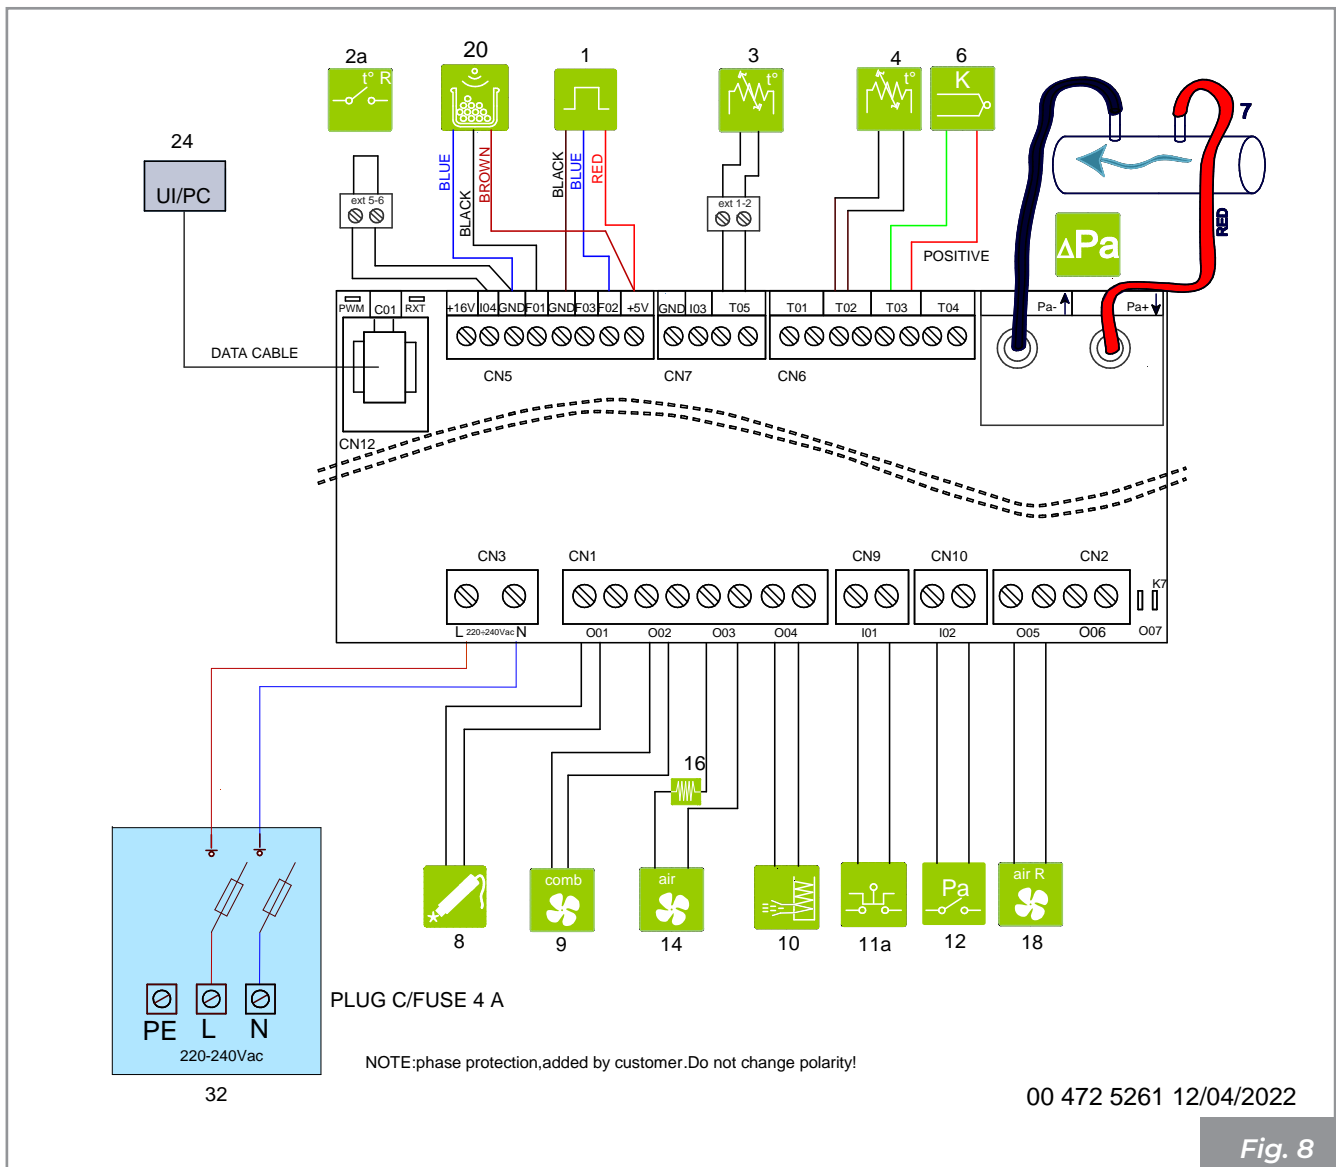 2a
20
1
3
4
6
7
t° R
t°
t°
K
24
UI/PC
BLUE
BLACK
BROWN
BLACK
BLUE
RED
RED
ext 5-6
ext 1-2
ΔPa
POSITIVE
PWM
C01
RXT
+16V
I04
GND
F01
GND
F03
F02
+5V
GND
I03
T05
T01
T02
T03
T04
Pa-
Pa+
DATA CABLE
CN5
CN7
CN6
CN12
CN3
CN1
CN9
CN10
CN2
K7
L 220÷240Vac N
O01
O02
O03
O04
I01
I02
O05
O06
O07
16
comb
air
Pa
air R
8
9
14
10
11a
12
18
PLUG C/FUSE 4 A
PE L N
220-240Vac
32
NOTE:phase protection,added by customer.Do not change polarity!
00 472 5261 12/04/2022
Fig. 8